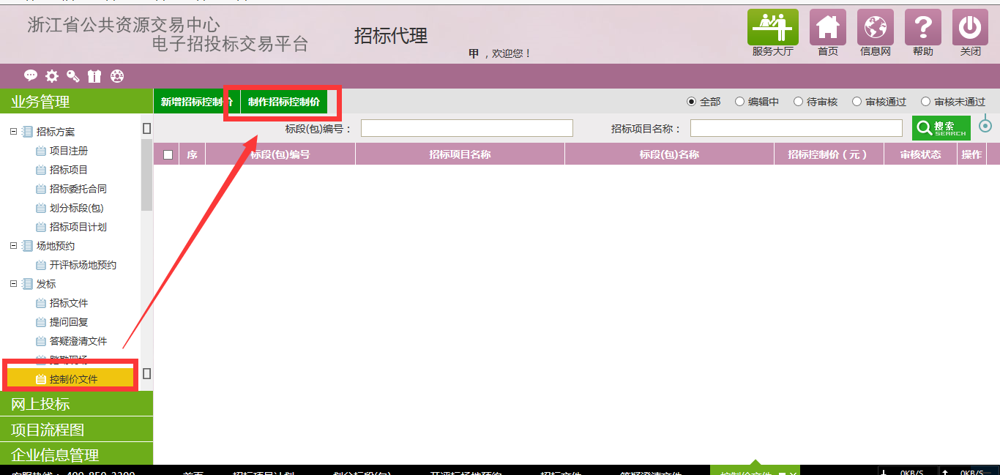 浙江省公共资源交易中心
电子招投标交易平台
招标代理
甲 ，欢迎您！
服务大厅
首页
信息网
帮助
关闭
业务管理
新增招标控制价 制作招标控制价
全部 编辑中 待审核 审核通过 审核未通过
标段(包)编号： 招标项目名称： 搜索 SEARCH
序 标段(包)编号 招标项目名称 标段(包)名称 招标控制价（元） 审核状态 操作
招标方案
项目注册
招标项目
招标委托合同
划分标段(包)
招标项目计划
场地预约
开评标场地预约
发标
招标文件
提问回复
答疑澄清文件
踏勘现场
控制价文件
网上投标
项目流程图
企业信息管理
客服热线： 400-850-3300 首页 招标项目计划 划分标段(包) 开评标场地预约 招标文件 答疑澄清文件 控制价文件 0KB/S 0KB/S